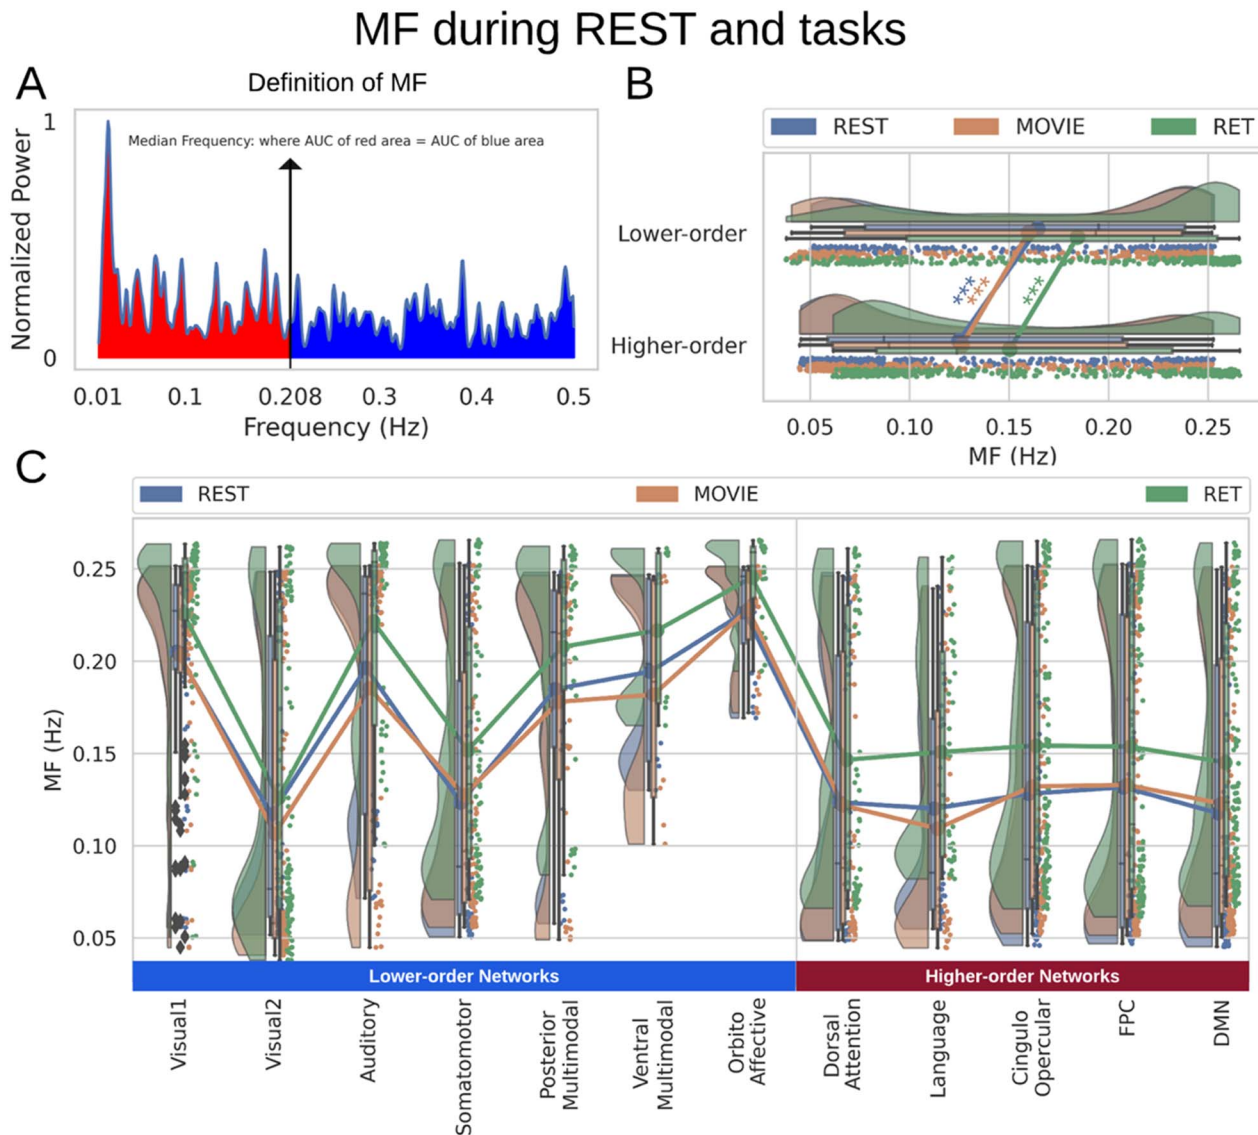 MF during REST and tasks
A
Definition of MF
Normalized Power
1
0
Median Frequency: where AUC of red area = AUC of blue area
0.01 0.1 0.208 0.3 0.4 0.5
Frequency (Hz)
B
REST MOVIE RET
Lower-order
Higher-order
***
***
***
0.05 0.10 0.15 0.20 0.25
MF (Hz)
C
REST MOVIE RET
MF (Hz)
0.25
0.20
0.15
0.10
0.05
Lower-order Networks Higher-order Networks
Visual1
Visual2
Auditory
Somatomotor
Posterior
Multimodal
Ventral
Multimodal
Orbito
Affective
Dorsal
Attention
Language
Cingulo
Opercular
FPC
DMN